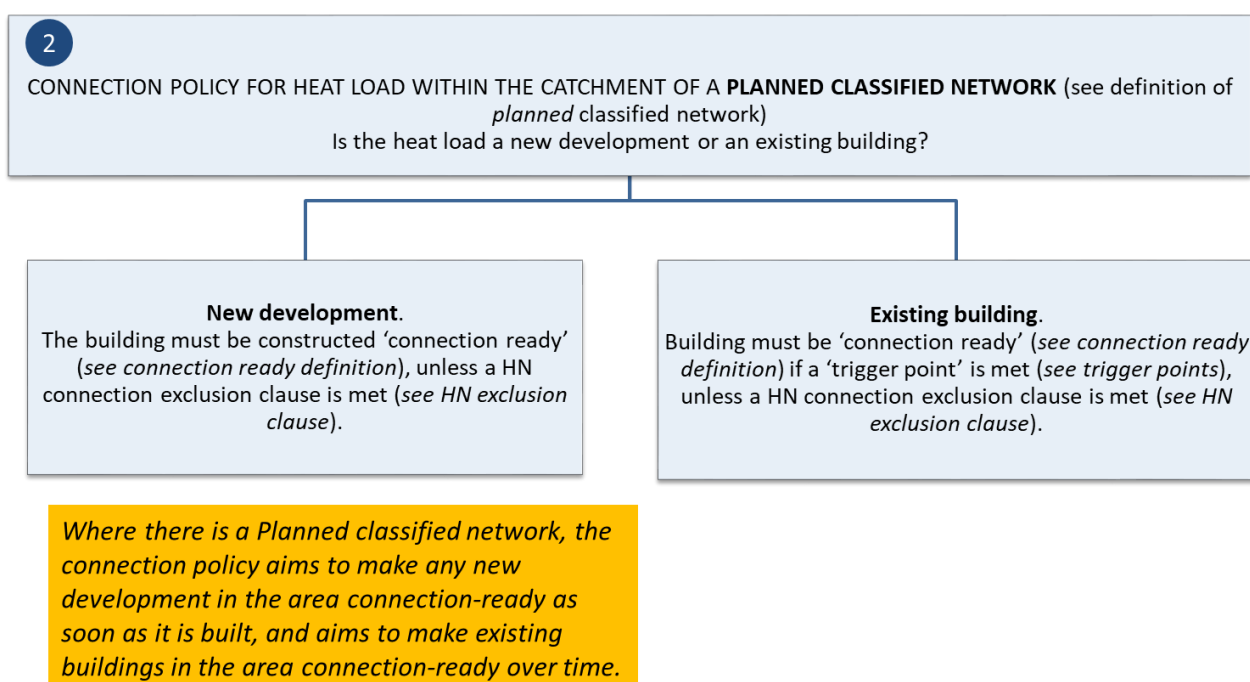 2
CONNECTION POLICY FOR HEAT LOAD WITHIN THE CATCHMENT OF A PLANNED CLASSIFIED NETWORK (see definition of
planned classified network)
Is the heat load a new development or an existing building?
New development.
The building must be constructed ‘connection ready’
(see connection ready definition), unless a HN
connection exclusion clause is met (see HN exclusion
clause).
Existing building.
Building must be ‘connection ready’ (see connection ready
definition) if a ‘trigger point’ is met (see trigger points),
unless a HN connection exclusion clause is met (see HN
exclusion clause).
Where there is a Planned classified network, the
connection policy aims to make any new
development in the area connection-ready as
soon as it is built, and aims to make existing
buildings in the area connection-ready over time.